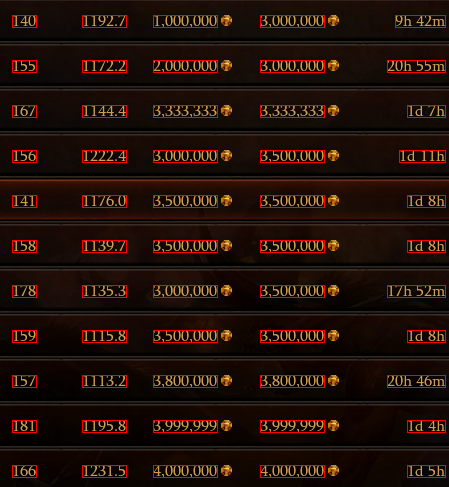 140 1192.7 1,000,000 3,000,000 9h 42m
155 1172.2 2,000,000 3,000,000 20h 55m
167 1144.4 3,333,333 3,333,333 1d 7h
156 1222.4 3,000,000 3,500,000 1d 11h
141 1176.0 3,500,000 3,500,000 1d 8h
158 1139.7 3,500,000 3,500,000 1d 8h
178 1135.3 3,000,000 3,500,000 17h 52m
159 1115.8 3,500,000 3,500,000 1d 8h
157 1113.2 3,800,000 3,800,000 20h 46m
181 1195.8 3,999,999 3,999,999 1d 4h
166 1231.5 4,000,000 4,000,000 1d 5h